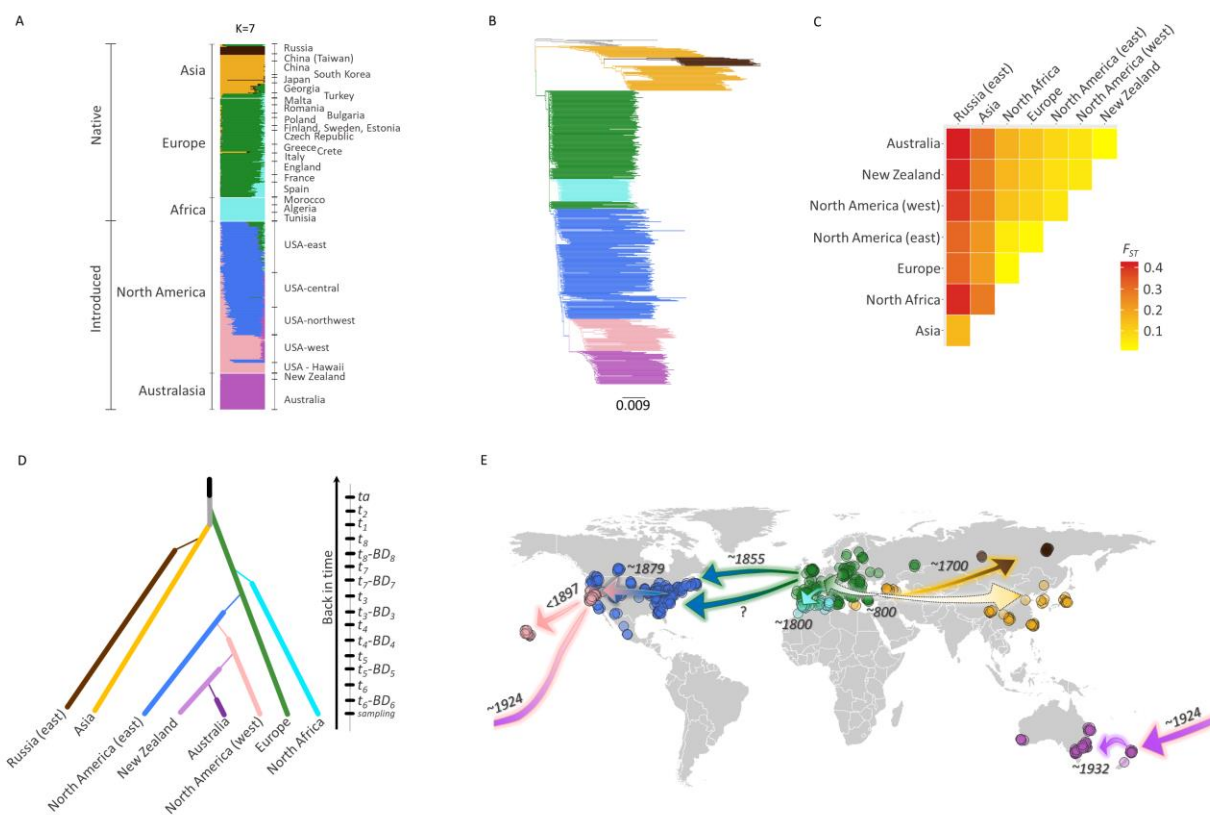 A
K=7
Native
Introduced
Asia
Europe
Africa
North America
Australasia
Russia
China (Taiwan)
China
South Korea
Japan
Georgia
Turkey
Malta
Romania
Bulgaria
Poland
Finland, Sweden, Estonia
Czech Republic
Greece
Crete
Italy
England
France
Spain
Morocco
Algeria
Tunisia
USA-east
USA-central
USA-northwest
USA-west
USA - Hawaii
New Zealand
Australia
B
0.009
C
Russia (east)
Asia
North Africa
Europe
North America (east)
North America (west)
New Zealand
Australia
New Zealand
North America (west)
North America (east)
Europe
North Africa
Asia
FST
0.4
0.3
0.2
0.1
D
Back in time
ta
t2
t1
t8
t8-BD8
t7
t7-BD7
t3
t3-BD3
t4
t4-BD4
t5
t5-BD5
t6
t6-BD6
sampling
Russia (east)
Asia
North America (east)
New Zealand
Australia
North America (west)
Europe
North Africa
E
~1855
~1879
<1897
?
~1700
~800
~1800
~1924
~1924
~1932